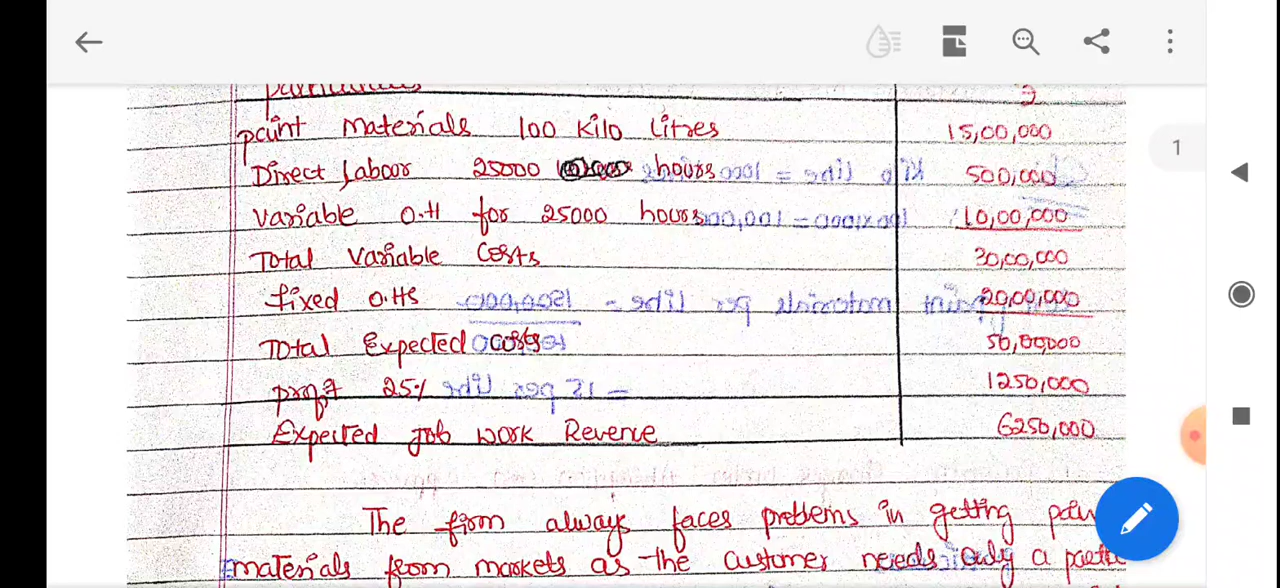 1
paint materials 100 Kilo Litres 15,00,000
Direct Labour 25000 hours 500,000
Variable O.H for 25000 hours 10,00,000
Total Variable Costs 30,00,000
fixed O.Hs 20,00,000
Total Expected costs 50,00,000
profit 25% 1250,000
Expected Job work Revenue 6250,000
The firm always faces problems in getting
materials from markets as the customer needs only a